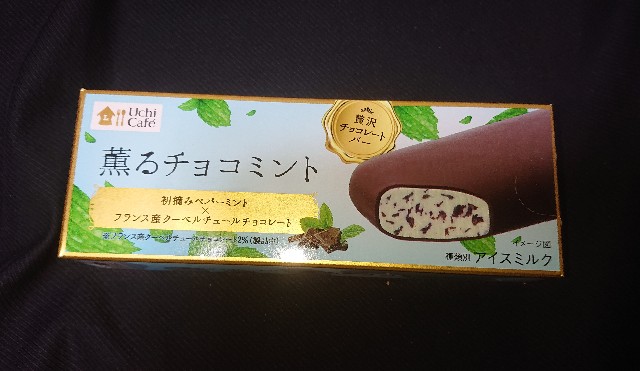 Uchi
Café
贅沢
チョコレート
バー
薫るチョコミント
初摘みペパーミント
×
フランス産クーベルチュールチョコレート
イメージ図
種類別 アイスミルク